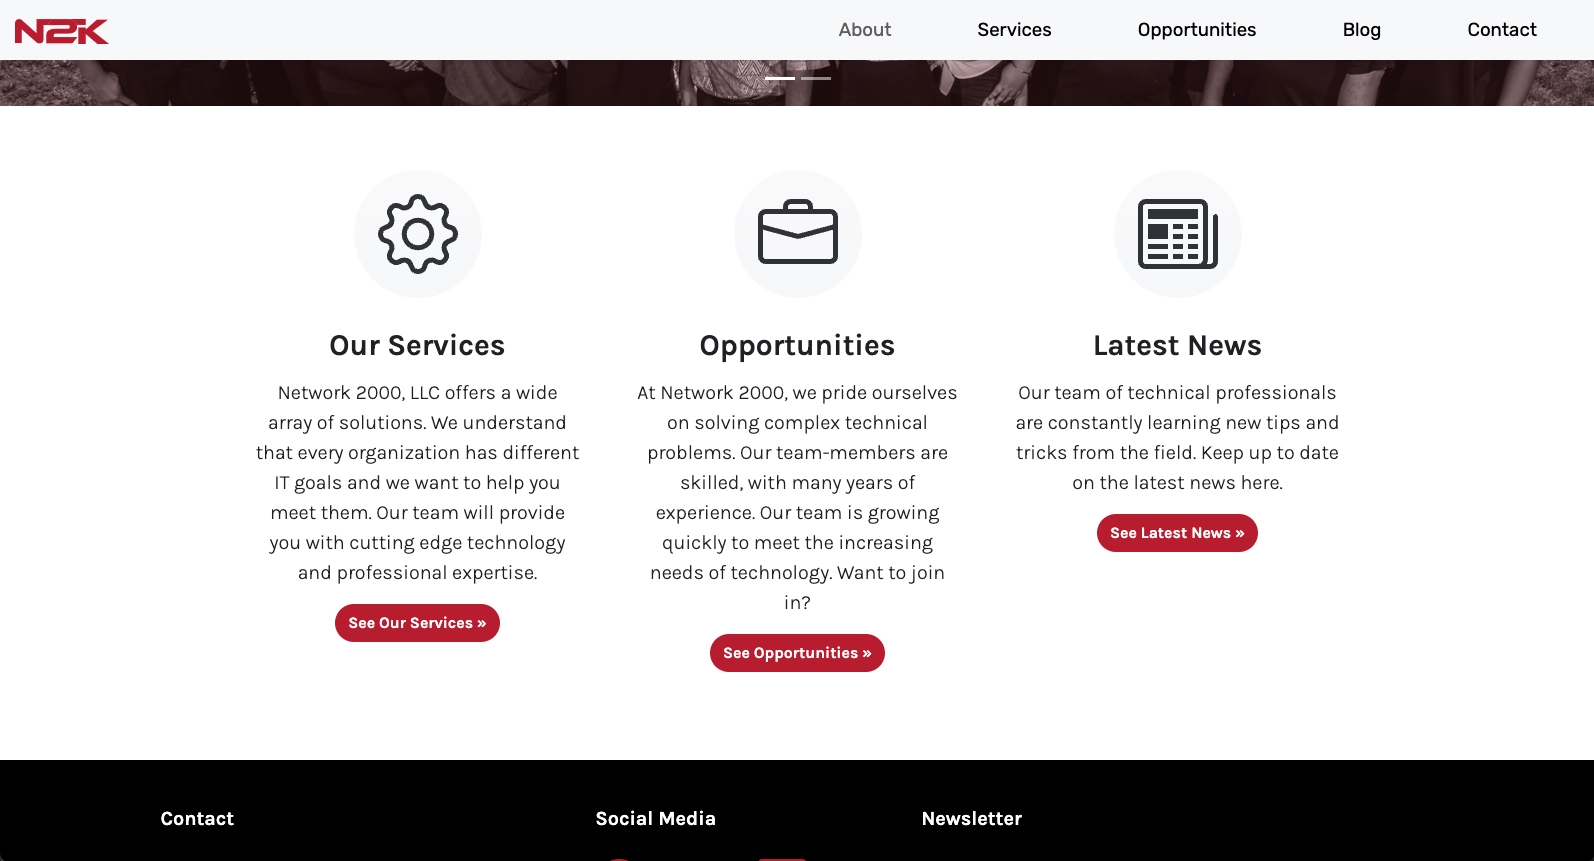 N2K
About
Services
Opportunities
Blog
Contact
Our Services
Network 2000, LLC offers a wide
array of solutions. We understand
that every organization has different
IT goals and we want to help you
meet them. Our team will provide
you with cutting edge technology
and professional expertise.
See Our Services »
Opportunities
At Network 2000, we pride ourselves
on solving complex technical
problems. Our team-members are
skilled, with many years of
experience. Our team is growing
quickly to meet the increasing
needs of technology. Want to join
in?
See Opportunities »
Latest News
Our team of technical professionals
are constantly learning new tips and
tricks from the field. Keep up to date
on the latest news here.
See Latest News »
Contact
Social Media
Newsletter